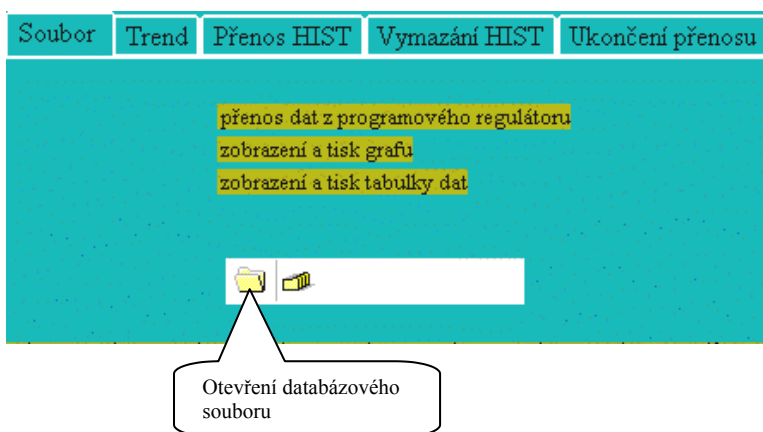 Soubor Trend Přenos HIST Vymazání HIST Ukončení přenosu
přenos dat z programového regulátoru
zobrazení a tisk grafu
zobrazení a tisk tabulky dat
Otevření databázového
souboru